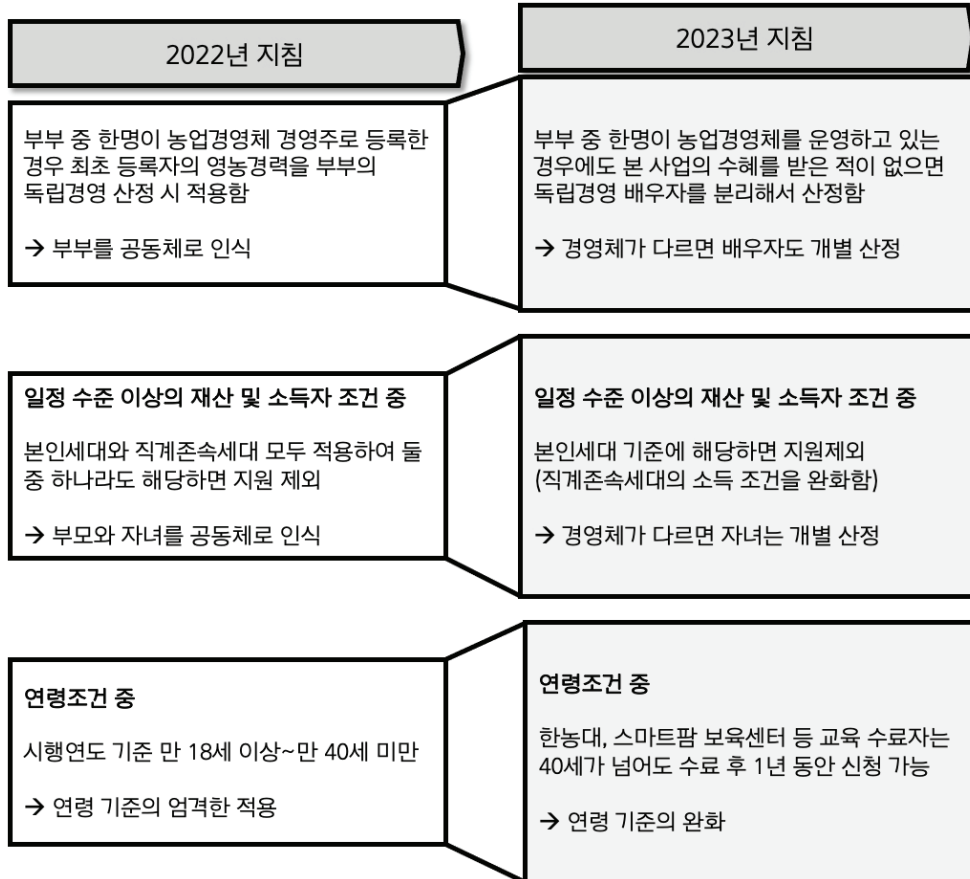 2022년 지침
2023년 지침
부부 중 한명이 농업경영체 경영주로 등록한
경우 최초 등록자의 영농경력을 부부의
독립경영 산정 시 적용함
→ 부부를 공동체로 인식
부부 중 한명이 농업경영체를 운영하고 있는
경우에도 본 사업의 수혜를 받은 적이 없으면
독립경영 배우자를 분리해서 산정함
→ 경영체가 다르면 배우자도 개별 산정
일정 수준 이상의 재산 및 소득자 조건 중
본인세대와 직계존속세대 모두 적용하여 둘
중 하나라도 해당하면 지원 제외
→ 부모와 자녀를 공동체로 인식
일정 수준 이상의 재산 및 소득자 조건 중
본인세대 기준에 해당하면 지원제외
(직계존속세대의 소득 조건을 완화함)
→ 경영체가 다르면 자녀는 개별 산정
연령조건 중
시행연도 기준 만 18세 이상~만 40세 미만
→ 연령 기준의 엄격한 적용
연령조건 중
한농대, 스마트팜 보육센터 등 교육 수료자는
40세가 넘어도 수료 후 1년 동안 신청 가능
→ 연령 기준의 완화